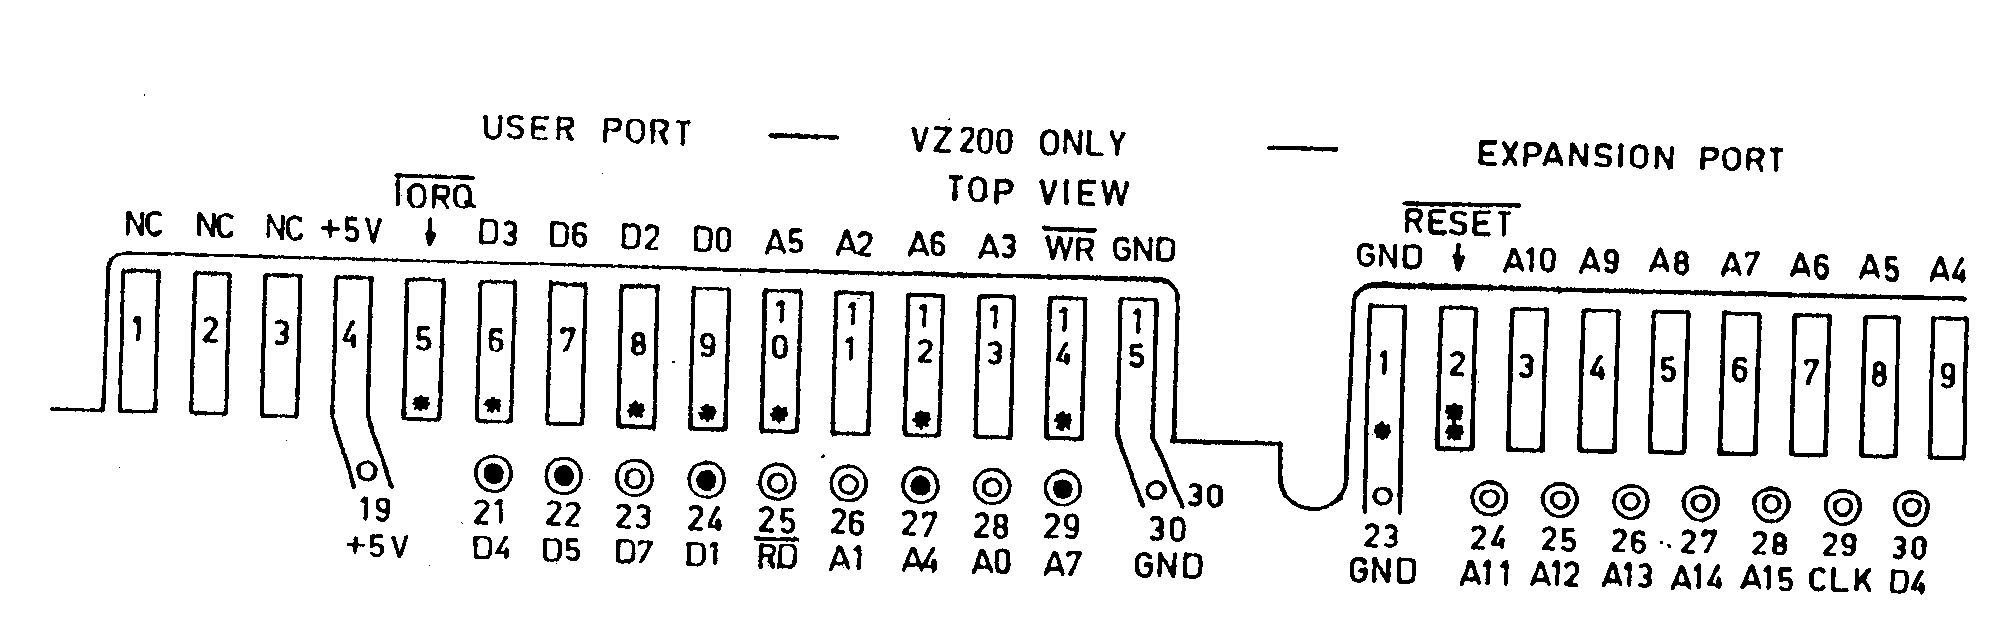 USER PORT — VZ200 ONLY — EXPANSION PORT
TOP VIEW
IORQ
RESET
NC NC NC +5V ↓ D3 D6 D2 D0 A5 A2 A6 A3 WR GND
GND ↓ A10 A9 A8 A7 A6 A5 A4
1 2 3 4 5 6 7 8 9 10 11 12 13 14 15
1 2 3 4 5 6 7 8 9
* * * * * * *
* **
19 21 22 23 24 25 26 27 28 29 30 30
+5V D4 D5 D7 D1 RD A1 A4 A0 A7 GND
23 24 25 26 27 28 29 30
GND A11 A12 A13 A14 A15 CLK D4